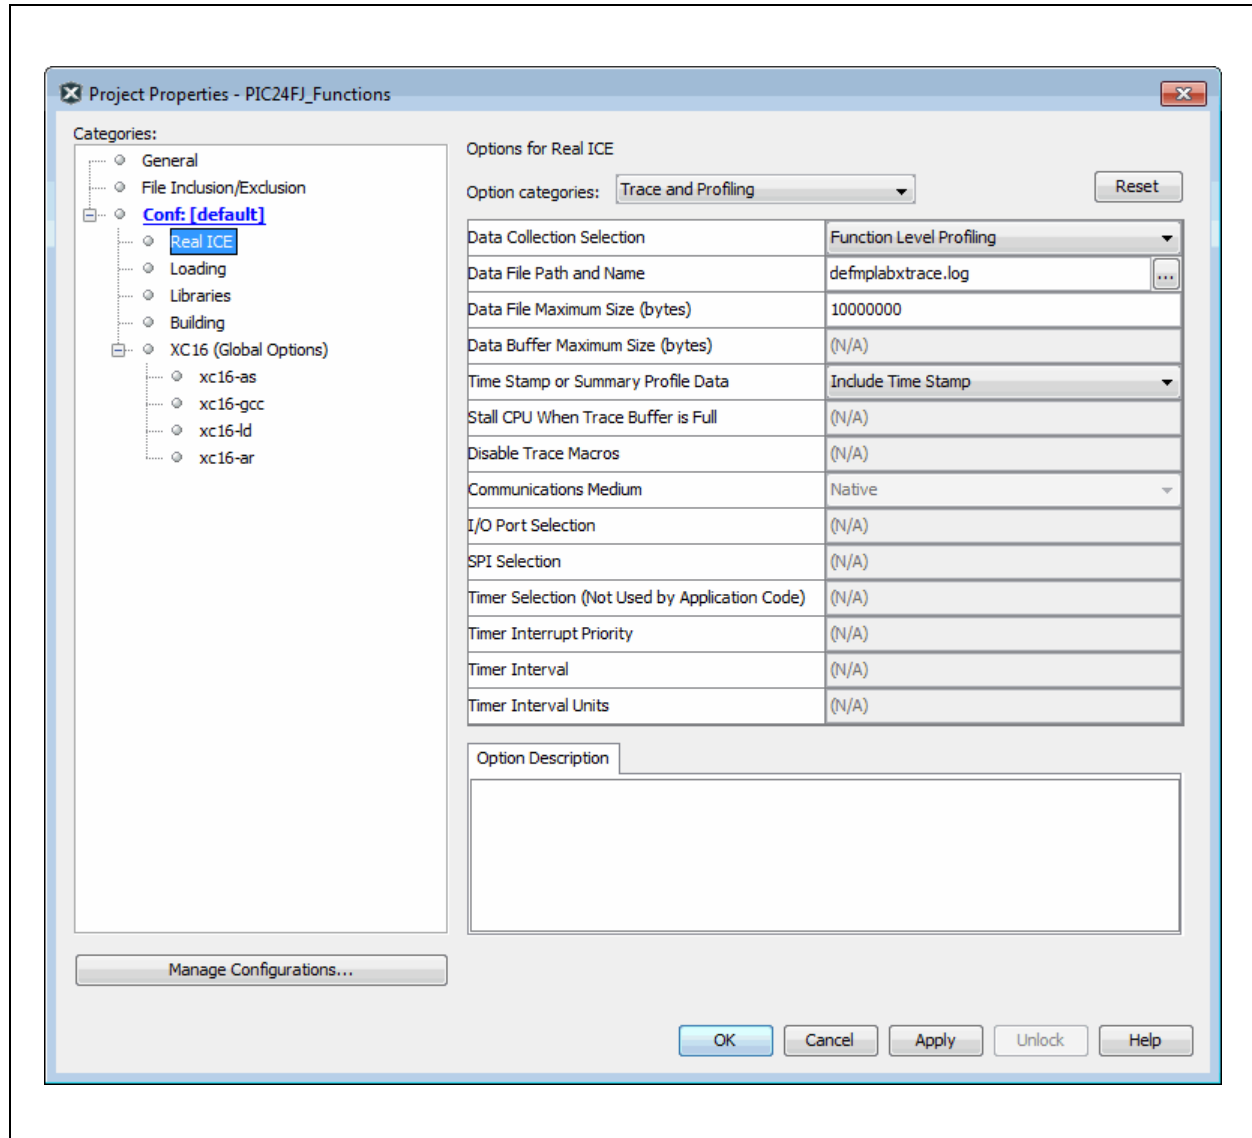 Project Properties - PIC24FJ_Functions
Categories:
General
File Inclusion/Exclusion
Conf: [default]
Real ICE
Loading
Libraries
Building
XC16 (Global Options)
xc16-as
xc16-gcc
xc16-ld
xc16-ar
Manage Configurations...
Options for Real ICE
Option categories: Trace and Profiling Reset
Data Collection Selection Function Level Profiling
Data File Path and Name defmplabxtrace.log ...
Data File Maximum Size (bytes) 10000000
Data Buffer Maximum Size (bytes) (N/A)
Time Stamp or Summary Profile Data Include Time Stamp
Stall CPU When Trace Buffer is Full (N/A)
Disable Trace Macros (N/A)
Communications Medium Native
I/O Port Selection (N/A)
SPI Selection (N/A)
Timer Selection (Not Used by Application Code) (N/A)
Timer Interrupt Priority (N/A)
Timer Interval (N/A)
Timer Interval Units (N/A)
Option Description
OK Cancel Apply Unlock Help